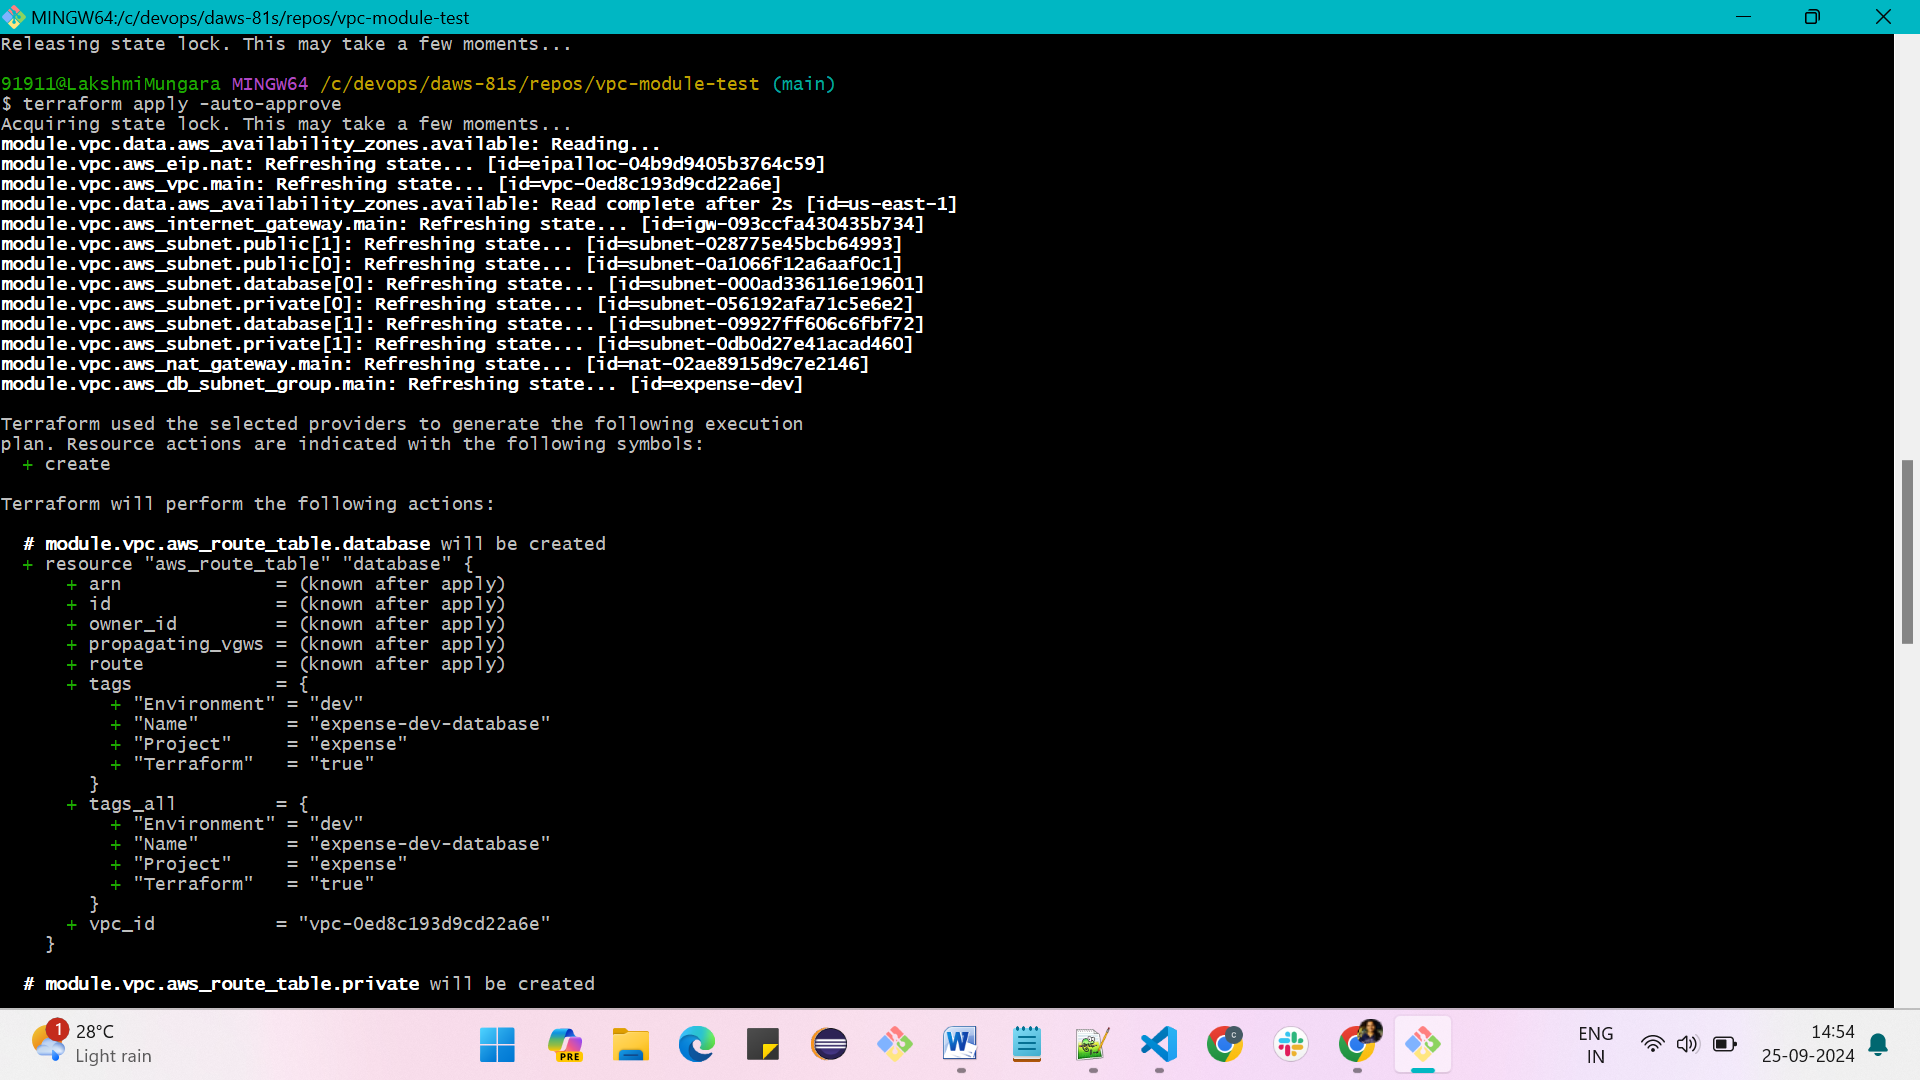 MINGW64:/c/devops/daws-81s/repos/vpc-module-test
Releasing state lock. This may take a few moments...
91911@LakshmiMungara MINGW64 /c/devops/daws-81s/repos/vpc-module-test (main)
$ terraform apply -auto-approve
Acquiring state lock. This may take a few moments...
module.vpc.data.aws_availability_zones.available: Reading...
module.vpc.aws_eip.nat: Refreshing state... [id=eipalloc-04b9d9405b3764c59]
module.vpc.aws_vpc.main: Refreshing state... [id=vpc-0ed8c193d9cd22a6e]
module.vpc.data.aws_availability_zones.available: Read complete after 2s [id=us-east-1]
module.vpc.aws_internet_gateway.main: Refreshing state... [id=igw-093ccfa430435b734]
module.vpc.aws_subnet.public[1]: Refreshing state... [id=subnet-028775e45bcb64993]
module.vpc.aws_subnet.public[0]: Refreshing state... [id=subnet-0a1066f12a6aaf0c1]
module.vpc.aws_subnet.database[0]: Refreshing state... [id=subnet-000ad336116e19601]
module.vpc.aws_subnet.private[0]: Refreshing state... [id=subnet-056192afa71c5e6e2]
module.vpc.aws_subnet.database[1]: Refreshing state... [id=subnet-09927ff606c6fbf72]
module.vpc.aws_subnet.private[1]: Refreshing state... [id=subnet-0db0d27e41acad460]
module.vpc.aws_nat_gateway.main: Refreshing state... [id=nat-02ae8915d9c7e2146]
module.vpc.aws_db_subnet_group.main: Refreshing state... [id=expense-dev]
Terraform used the selected providers to generate the following execution
plan. Resource actions are indicated with the following symbols:
  + create
Terraform will perform the following actions:
  # module.vpc.aws_route_table.database will be created
  + resource "aws_route_table" "database" {
      + arn              = (known after apply)
      + id               = (known after apply)
      + owner_id         = (known after apply)
      + propagating_vgws = (known after apply)
      + route            = (known after apply)
      + tags             = {
          + "Environment" = "dev"
          + "Name"        = "expense-dev-database"
          + "Project"     = "expense"
          + "Terraform"   = "true"
        }
      + tags_all         = {
          + "Environment" = "dev"
          + "Name"        = "expense-dev-database"
          + "Project"     = "expense"
          + "Terraform"   = "true"
        }
      + vpc_id           = "vpc-0ed8c193d9cd22a6e"
    }
  # module.vpc.aws_route_table.private will be created
1
28°C
Light rain
PRE
W
C
ENG
IN
14:54
25-09-2024